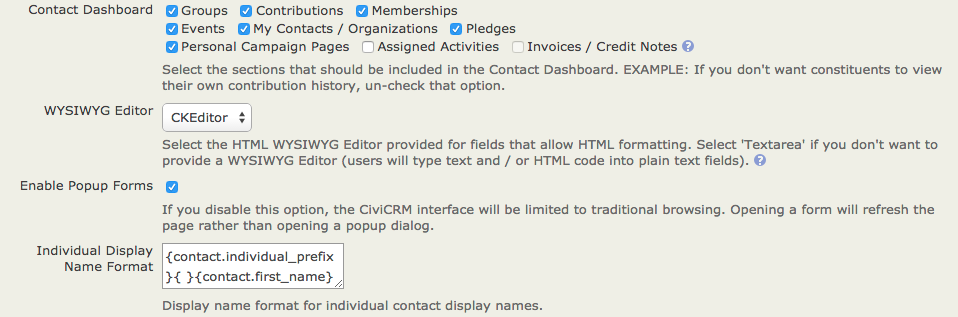 Contact Dashboard Groups Contributions Memberships
Events My Contacts / Organizations Pledges
Personal Campaign Pages Assigned Activities Invoices / Credit Notes ?
Select the sections that should be included in the Contact Dashboard. EXAMPLE: If you don't want constituents to view
their own contribution history, un-check that option.
WYSIWYG Editor CKEditor
Select the HTML WYSIWYG Editor provided for fields that allow HTML formatting. Select 'Textarea' if you don't want to
provide a WYSIWYG Editor (users will type text and / or HTML code into plain text fields). ?
Enable Popup Forms
If you disable this option, the CiviCRM interface will be limited to traditional browsing. Opening a form will refresh the
page rather than opening a popup dialog.
Individual Display
Name Format
{contact.individual_prefix
}{ }{contact.first_name}
Display name format for individual contact display names.